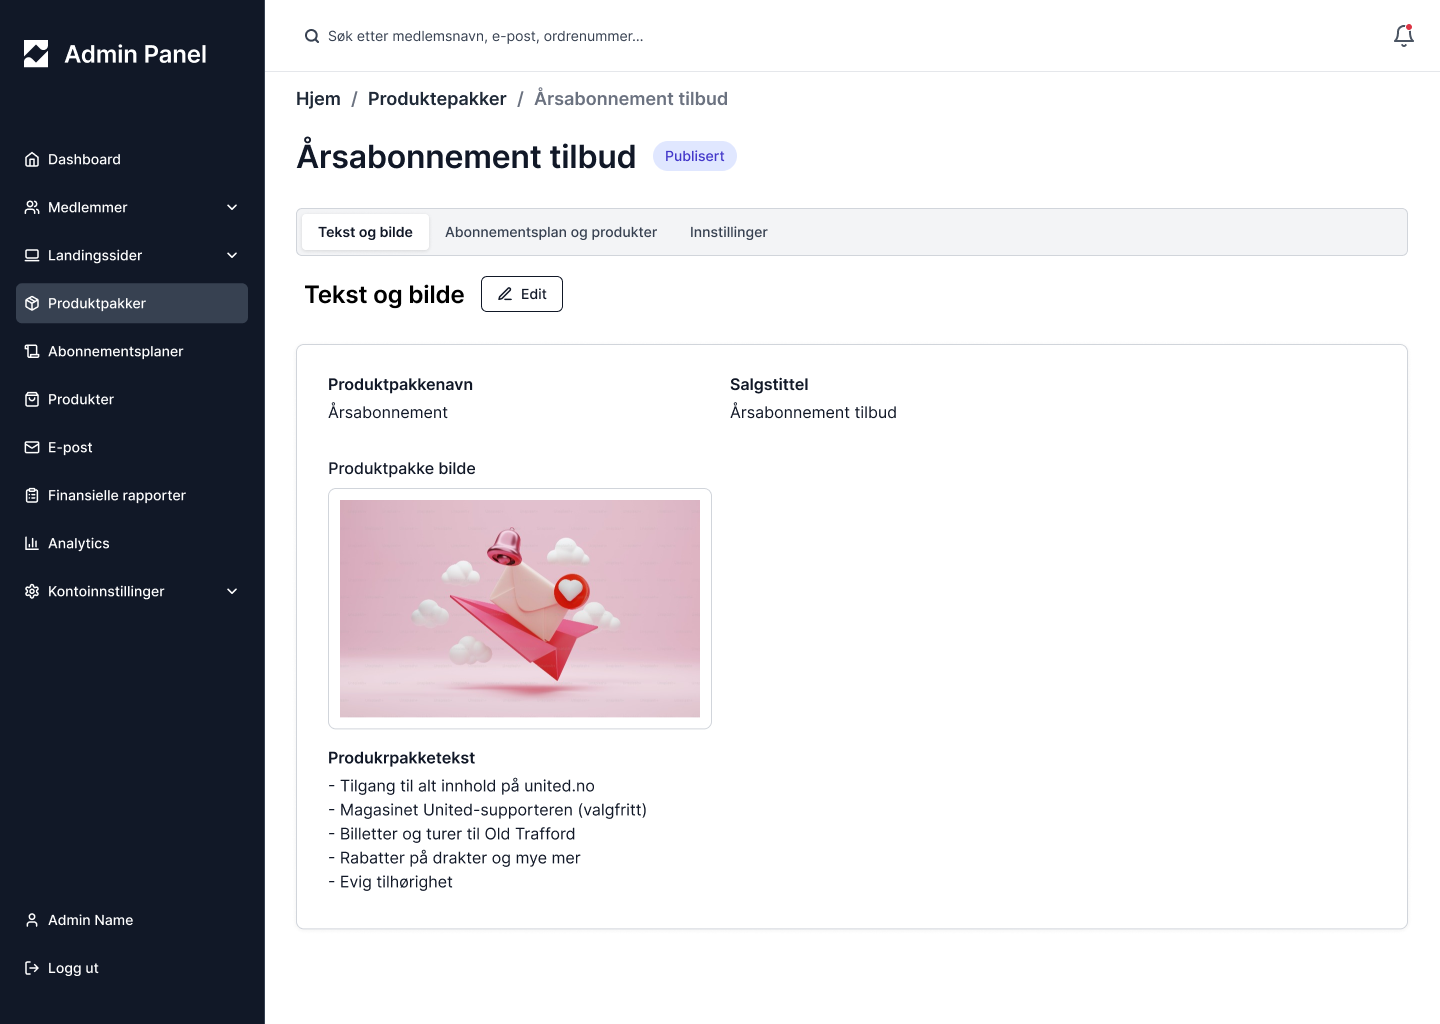 Admin Panel
Dashboard
Medlemmer
Landingssider
Produktpakker
Abonnementsplaner
Produkter
E-post
Finansielle rapporter
Analytics
Kontoinnstillinger
Admin Name
Logg ut
Søk etter medlemsnavn, e-post, ordrenummer...
Hjem / Produktepakker / Årsabonnement tilbud
Årsabonnement tilbud Publisert
Tekst og bilde Abonnementsplan og produkter Innstillinger
Tekst og bilde Edit
Produktpakkenavn
Årsabonnement
Salgstittel
Årsabonnement tilbud
Produktpakke bilde
Produkrpakketekst
- Tilgang til alt innhold på united.no
- Magasinet United-supporteren (valgfritt)
- Billetter og turer til Old Trafford
- Rabatter på drakter og mye mer
- Evig tilhørighet